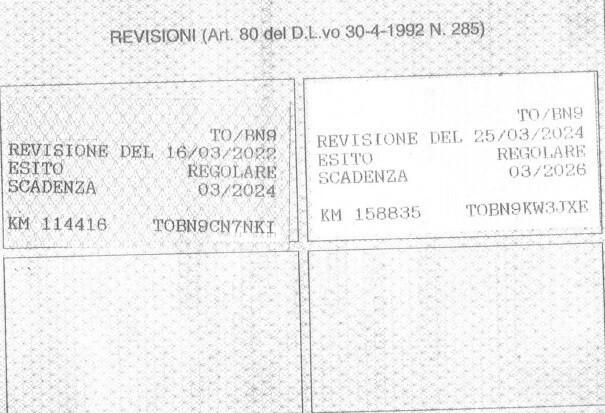 REVISIONI (Art. 80 del D.L.vo 30-4-1992 N. 285)
TO/BN9
REVISIONE DEL 16/03/2022
ESITO REGOLARE
SCADENZA 03/2024
KM 114416 TOBN9CN7NKI
TO/BN9
REVISIONE DEL 25/03/2024
ESITO REGOLARE
SCADENZA 03/2026
KM 158835 TOBN9KW3JXE